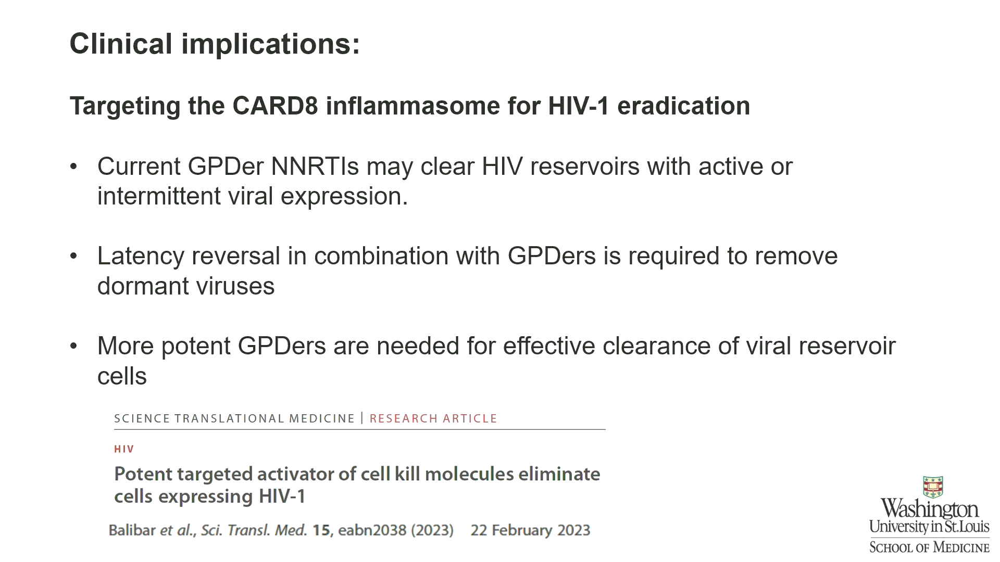 Clinical implications:
Targeting the CARD8 inflammasome for HIV-1 eradication
• Current GPDer NNRTIs may clear HIV reservoirs with active or
intermittent viral expression.
• Latency reversal in combination with GPDers is required to remove
dormant viruses
• More potent GPDers are needed for effective clearance of viral reservoir
cells
SCIENCE TRANSLATIONAL MEDICINE | RESEARCH ARTICLE
HIV
Potent targeted activator of cell kill molecules eliminate
cells expressing HIV-1
Balibar et al., Sci. Transl. Med. 15, eabn2038 (2023) 22 February 2023
Washington
University in St.Louis
SCHOOL OF MEDICINE